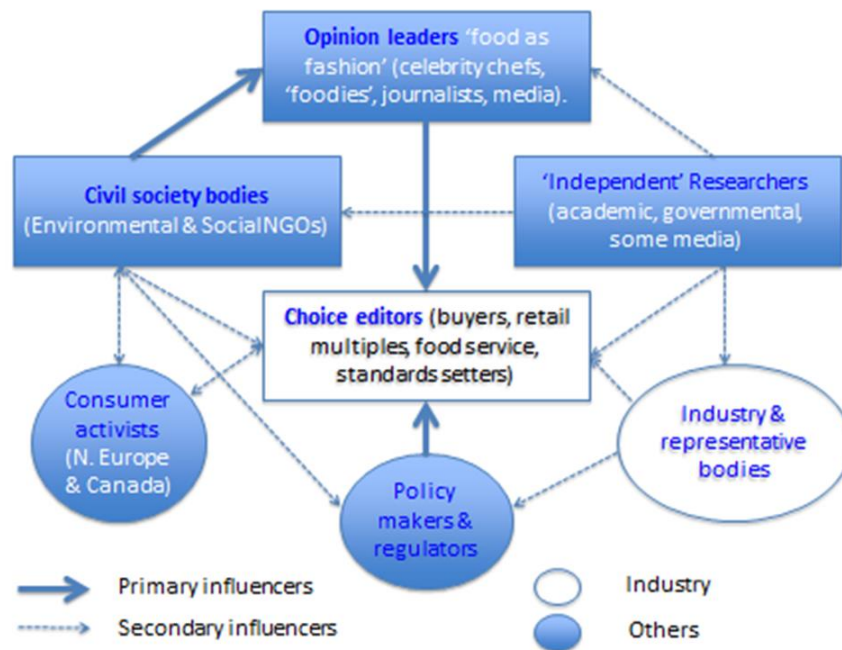 Opinion leaders ‘food as
fashion’ (celebrity chefs,
‘foodies’, journalists, media).
Civil society bodies
(Environmental & Social NGOs)
‘Independent’ Researchers
(academic, governmental,
some media)
Choice editors (buyers, retail
multiples, food service,
standards setters)
Consumer
activists
(N. Europe
& Canada)
Policy
makers &
regulators
Industry &
representative
bodies
Primary influencers
Secondary influencers
Industry
Others